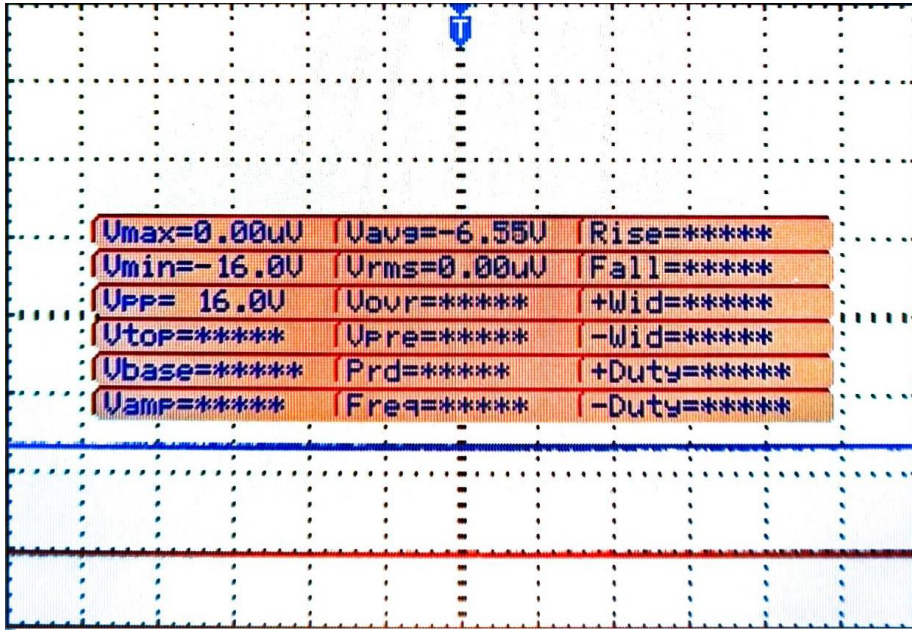 T
Vmax=0.00uV Vavg=-6.55V Rise=*****
Vmin=-16.0V Vrms=0.00uV Fall=*****
VPP= 16.0V Vovr=***** +Wid=*****
Vtop=***** Vpre=***** -Wid=*****
Vbase=***** Prd=***** +Duty=*****
Vamp=***** Freq=***** -Duty=*****